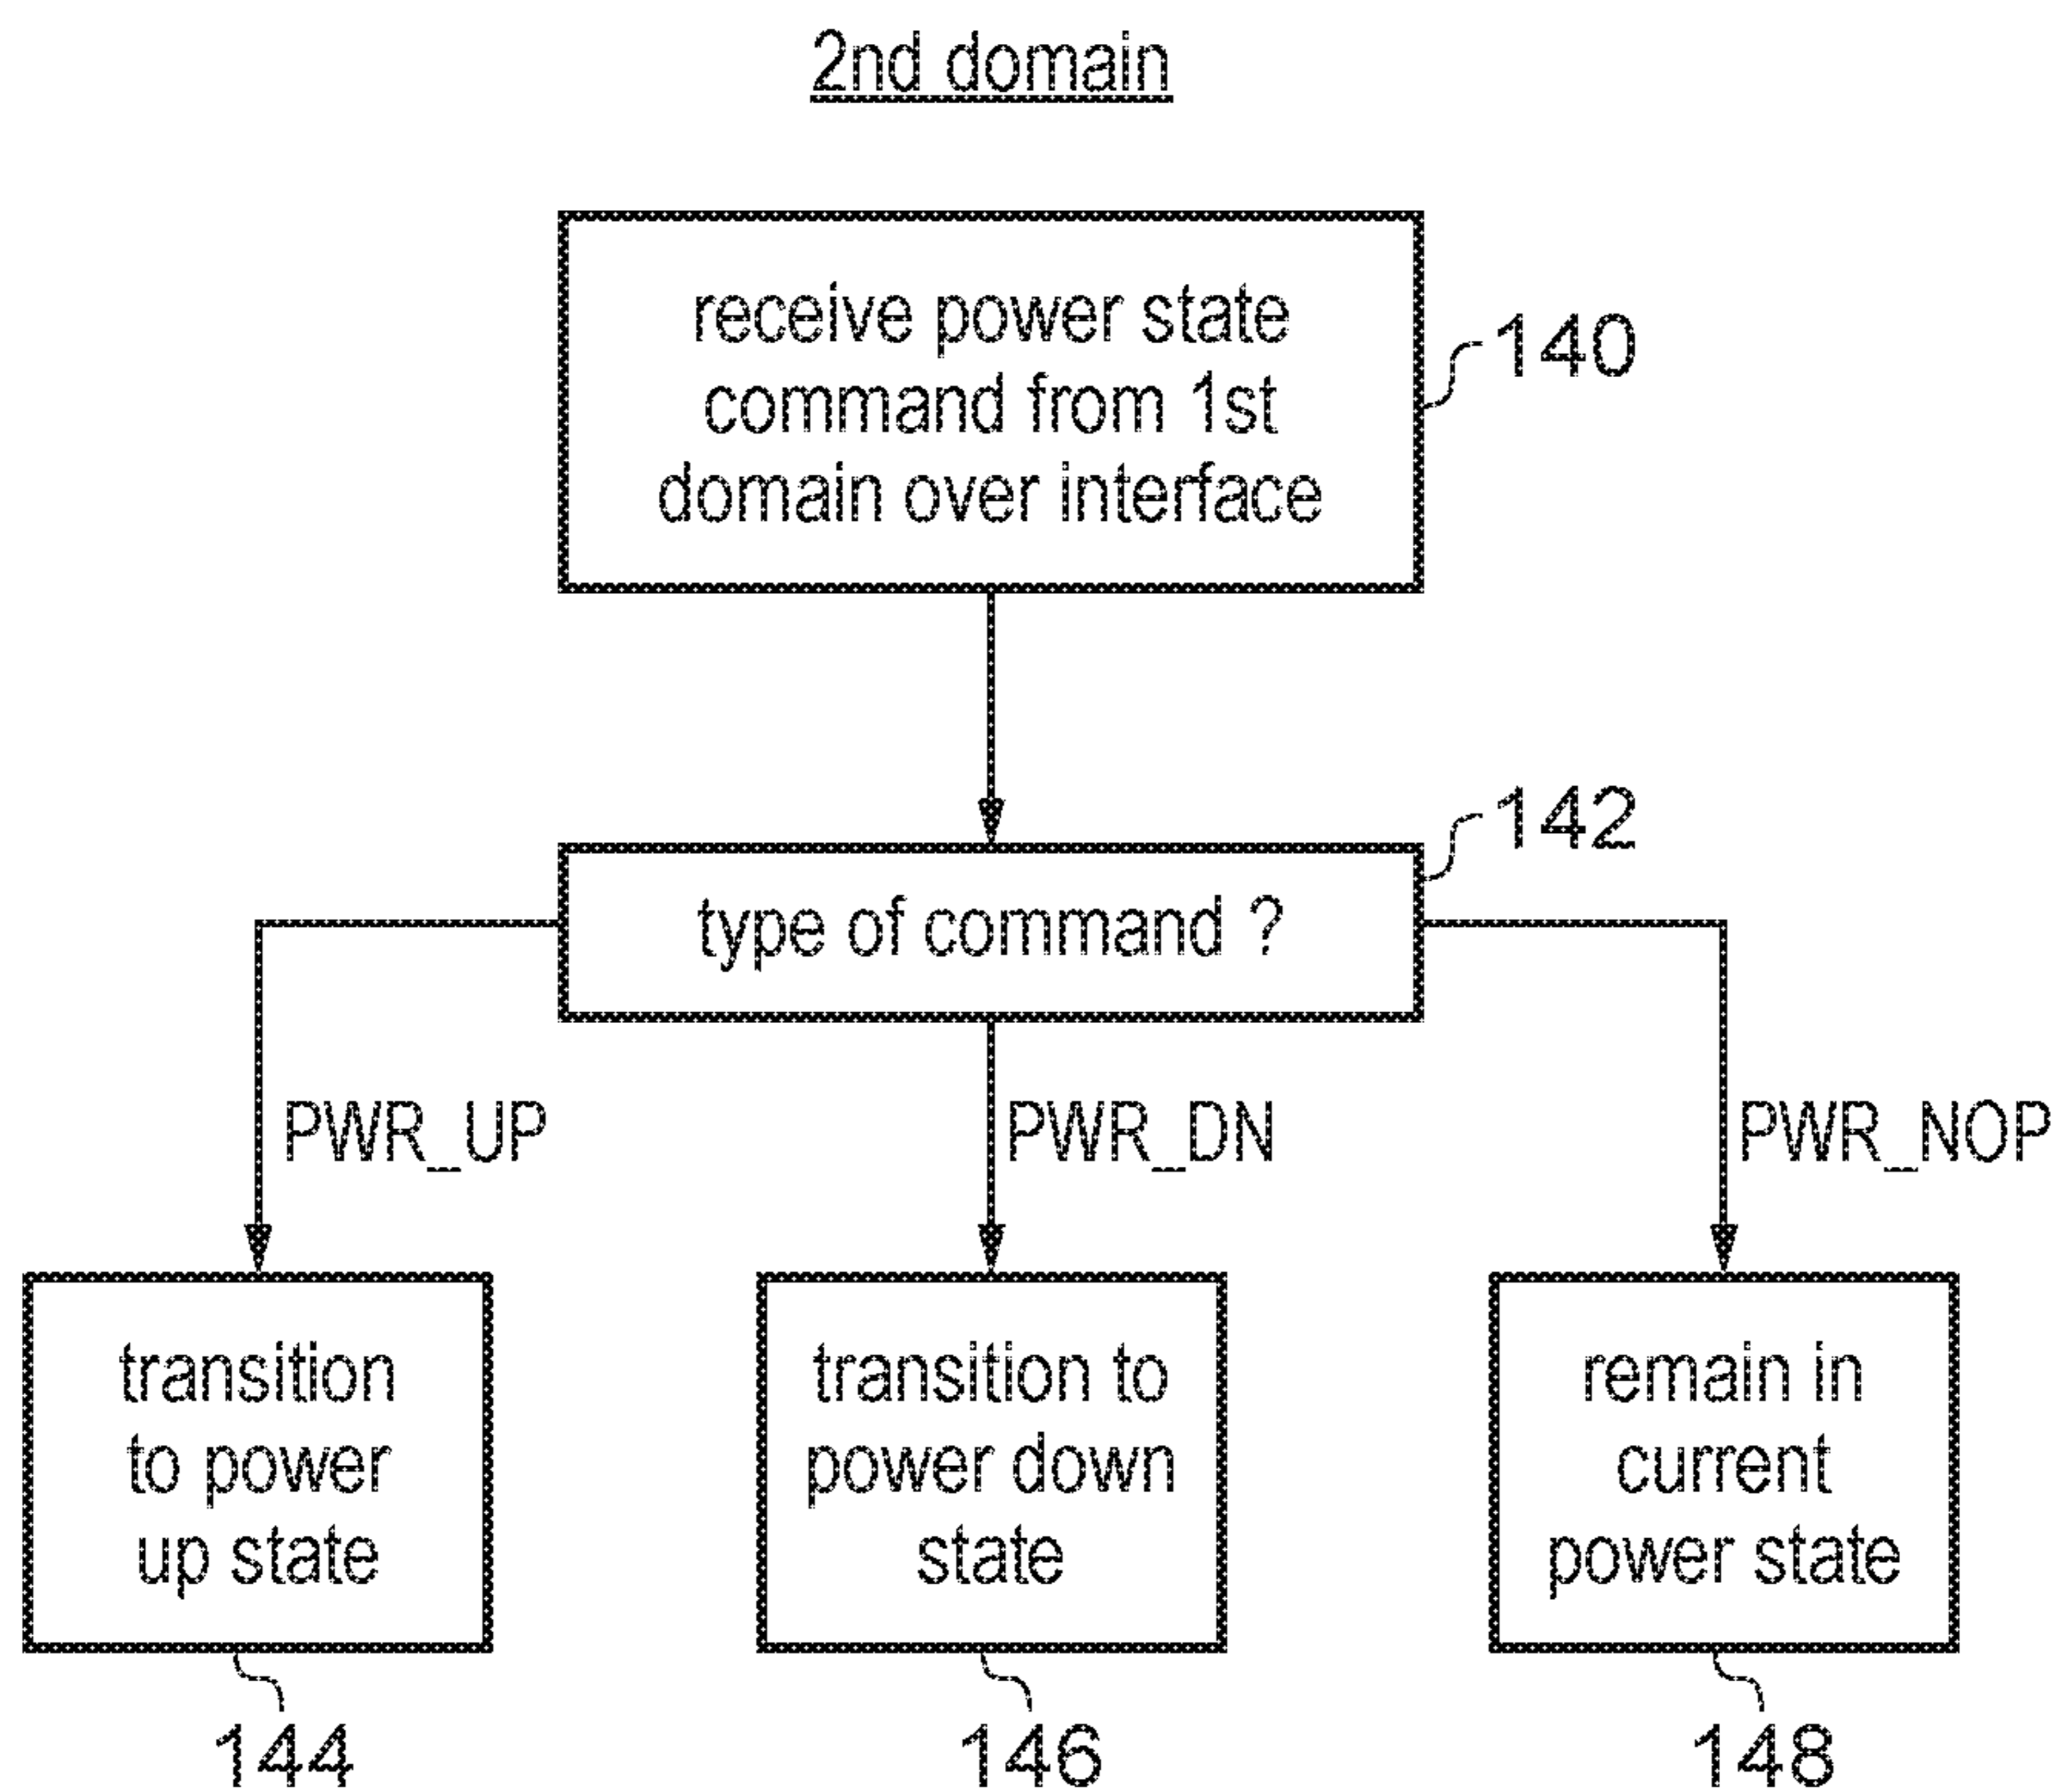 2nd domain
receive power state
command from 1st
domain over interface
140
142
type of command ?
PWR_UP
PWR_DN
PWR_NOP
transition
to power
up state
transition to
power down
state
remain in
current
power state
144
146
148